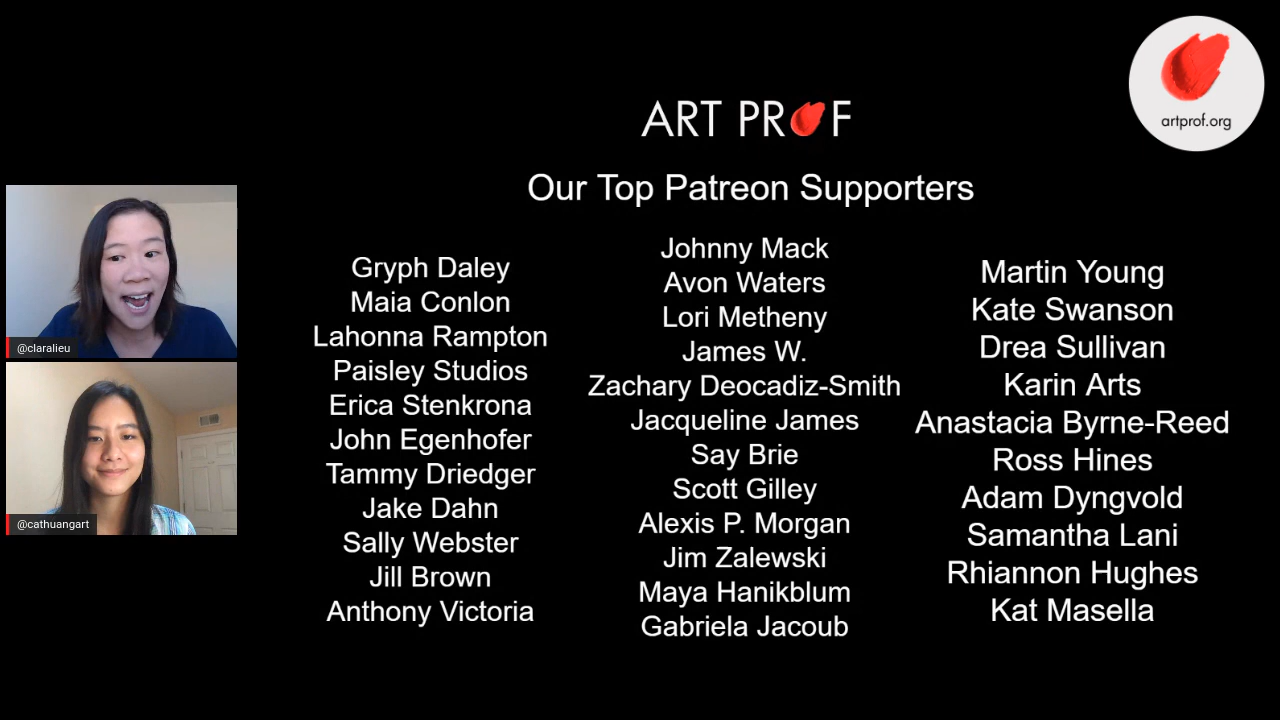 artprof.org
ART PROF
Our Top Patreon Supporters
Gryph Daley
Maia Conlon
Lahonna Rampton
Paisley Studios
Erica Stenkrona
John Egenhofer
Tammy Driedger
Jake Dahn
Sally Webster
Jill Brown
Anthony Victoria
Johnny Mack
Avon Waters
Lori Metheny
James W.
Zachary Deocadiz-Smith
Jacqueline James
Say Brie
Scott Gilley
Alexis P. Morgan
Jim Zalewski
Maya Hanikblum
Gabriela Jacoub
Martin Young
Kate Swanson
Drea Sullivan
Karin Arts
Anastacia Byrne-Reed
Ross Hines
Adam Dyngvold
Samantha Lani
Rhiannon Hughes
Kat Masella
@claralieu
@cathuangart